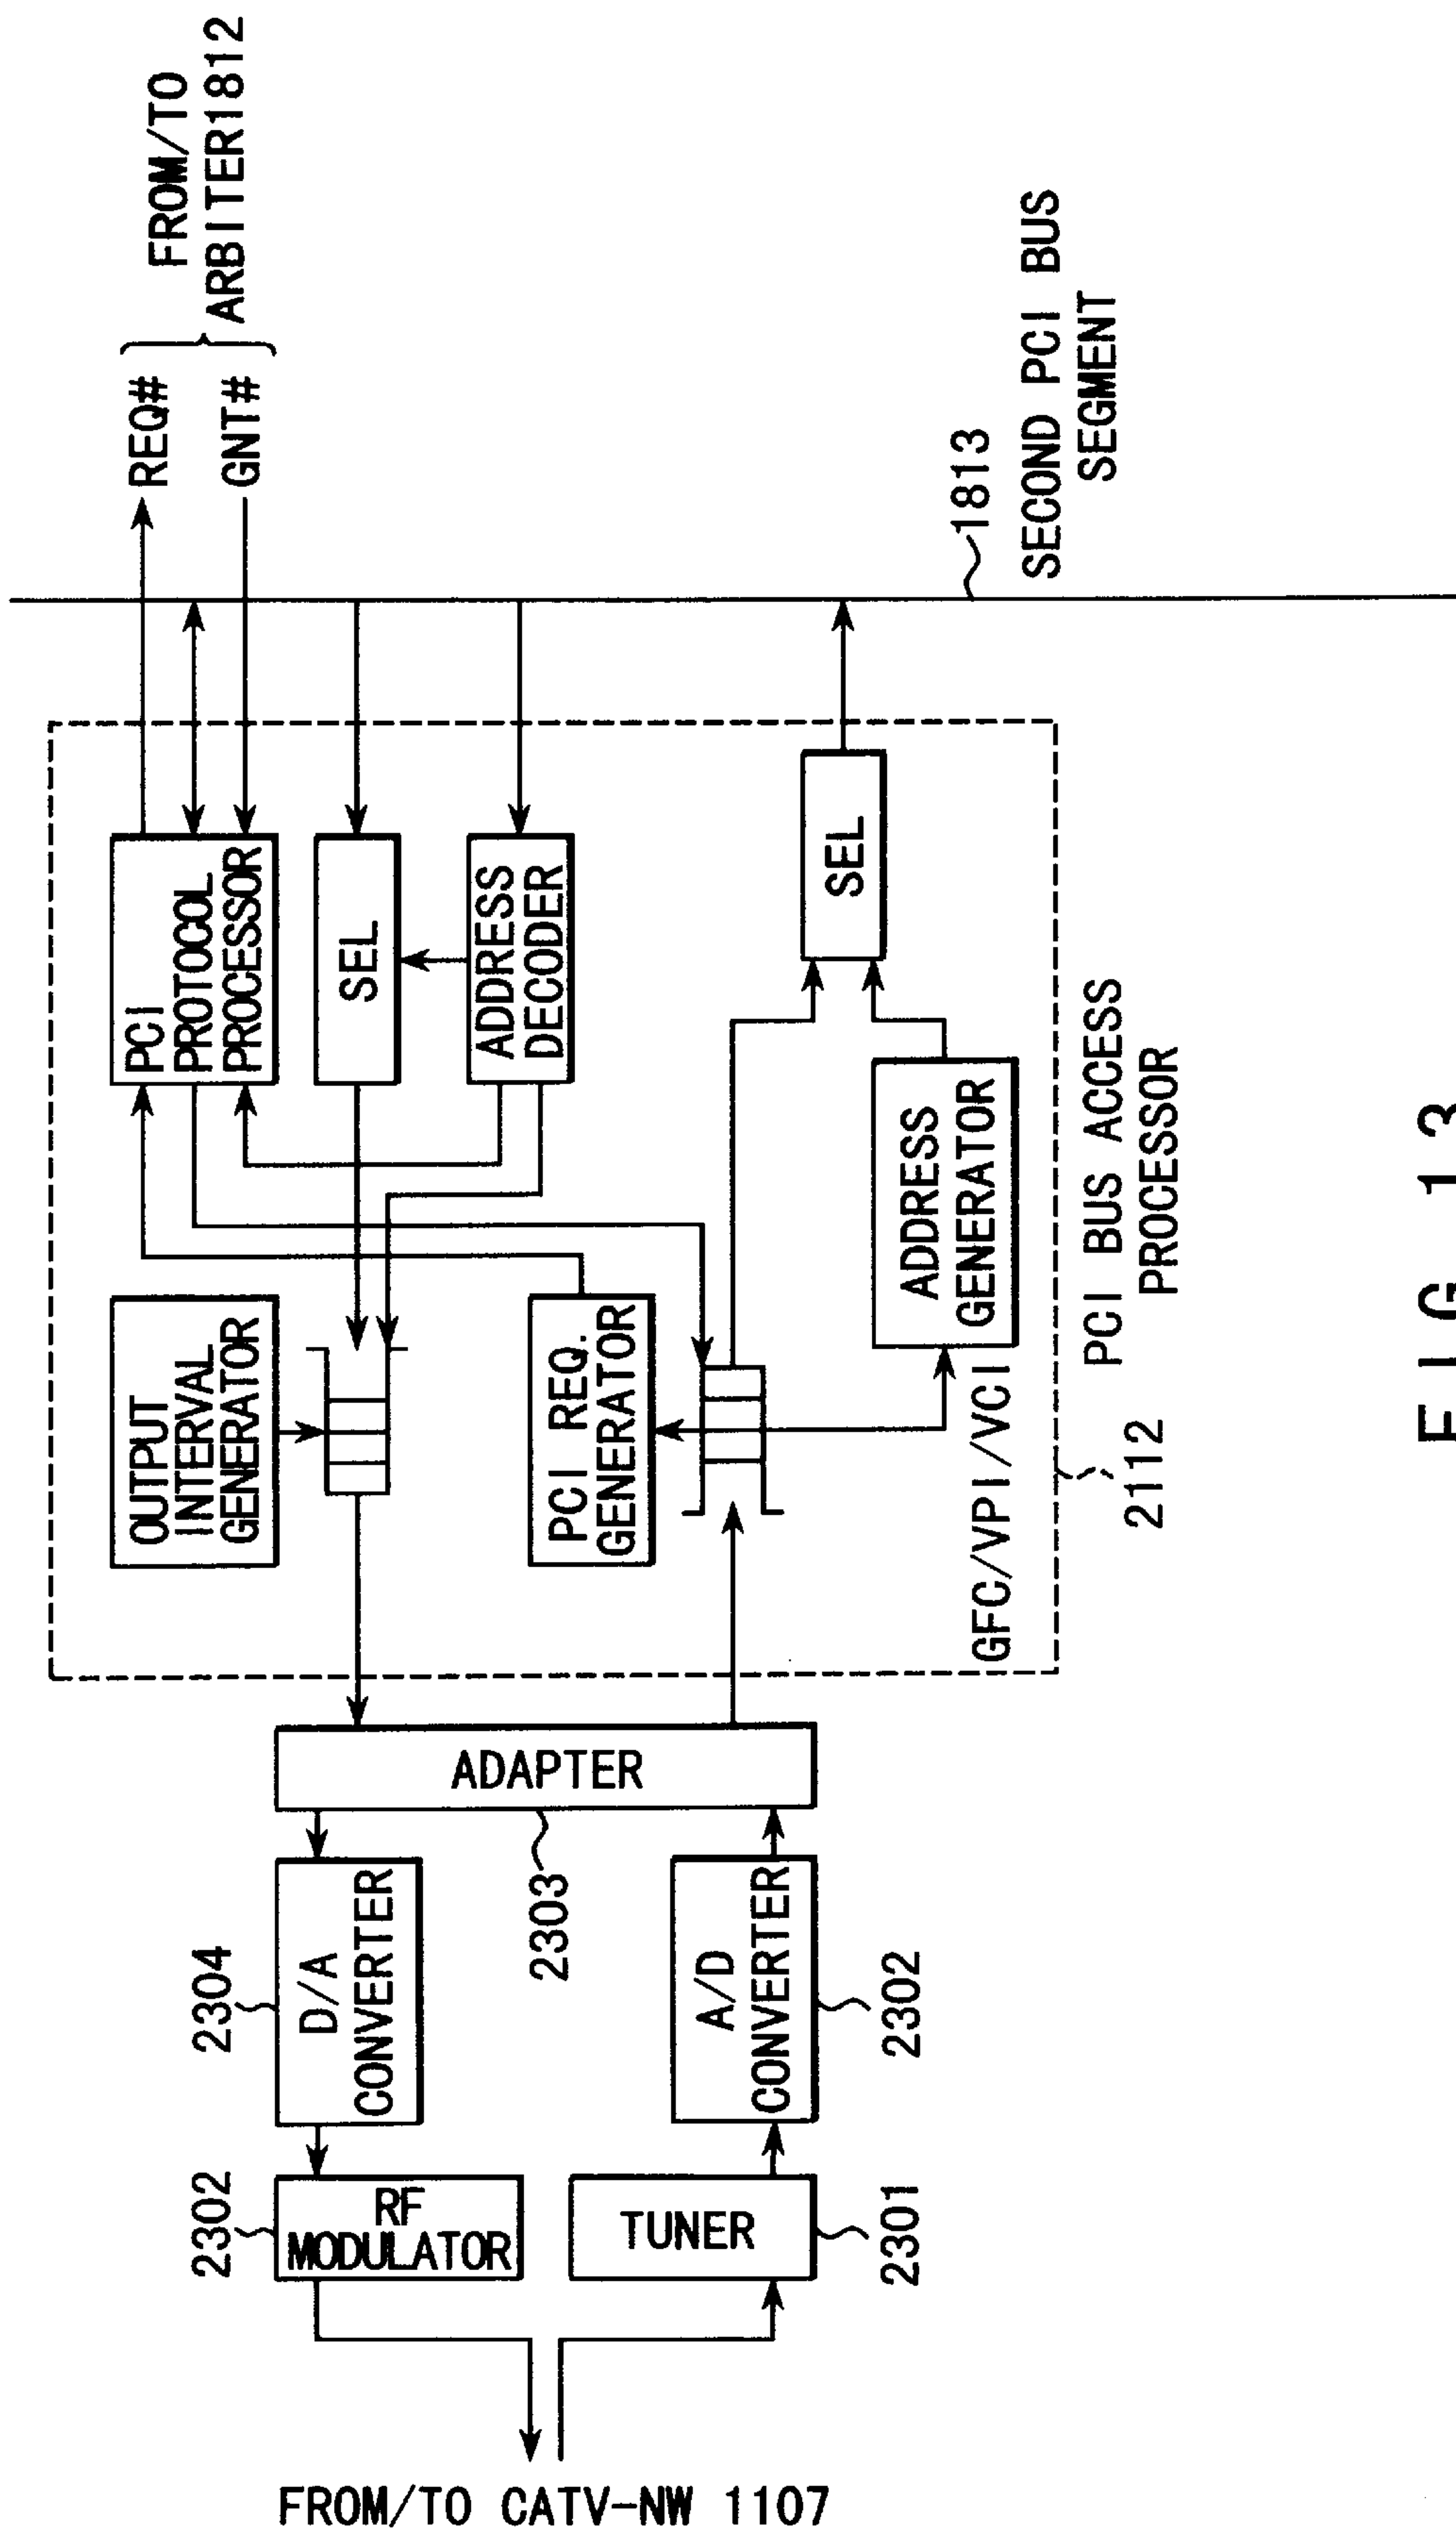 FROM/TO
ARBITER1812
REQ#
GNT#
1813
SECOND PCI BUS
SEGMENT
PCI
PROTOCOL
PROCESSOR
SEL
ADDRESS
DECODER
SEL
OUTPUT
INTERVAL
GENERATOR
PCI REQ.
GENERATOR
ADDRESS
GENERATOR
GFC/VPI/VCI
PCI BUS ACCESS
PROCESSOR
2112
ADAPTER
2303
2304
D/A
CONVERTER
A/D
CONVERTER
2302
2302
RF
MODULATOR
TUNER
2301
FROM/TO CATV-NW 1107
FIG. 13